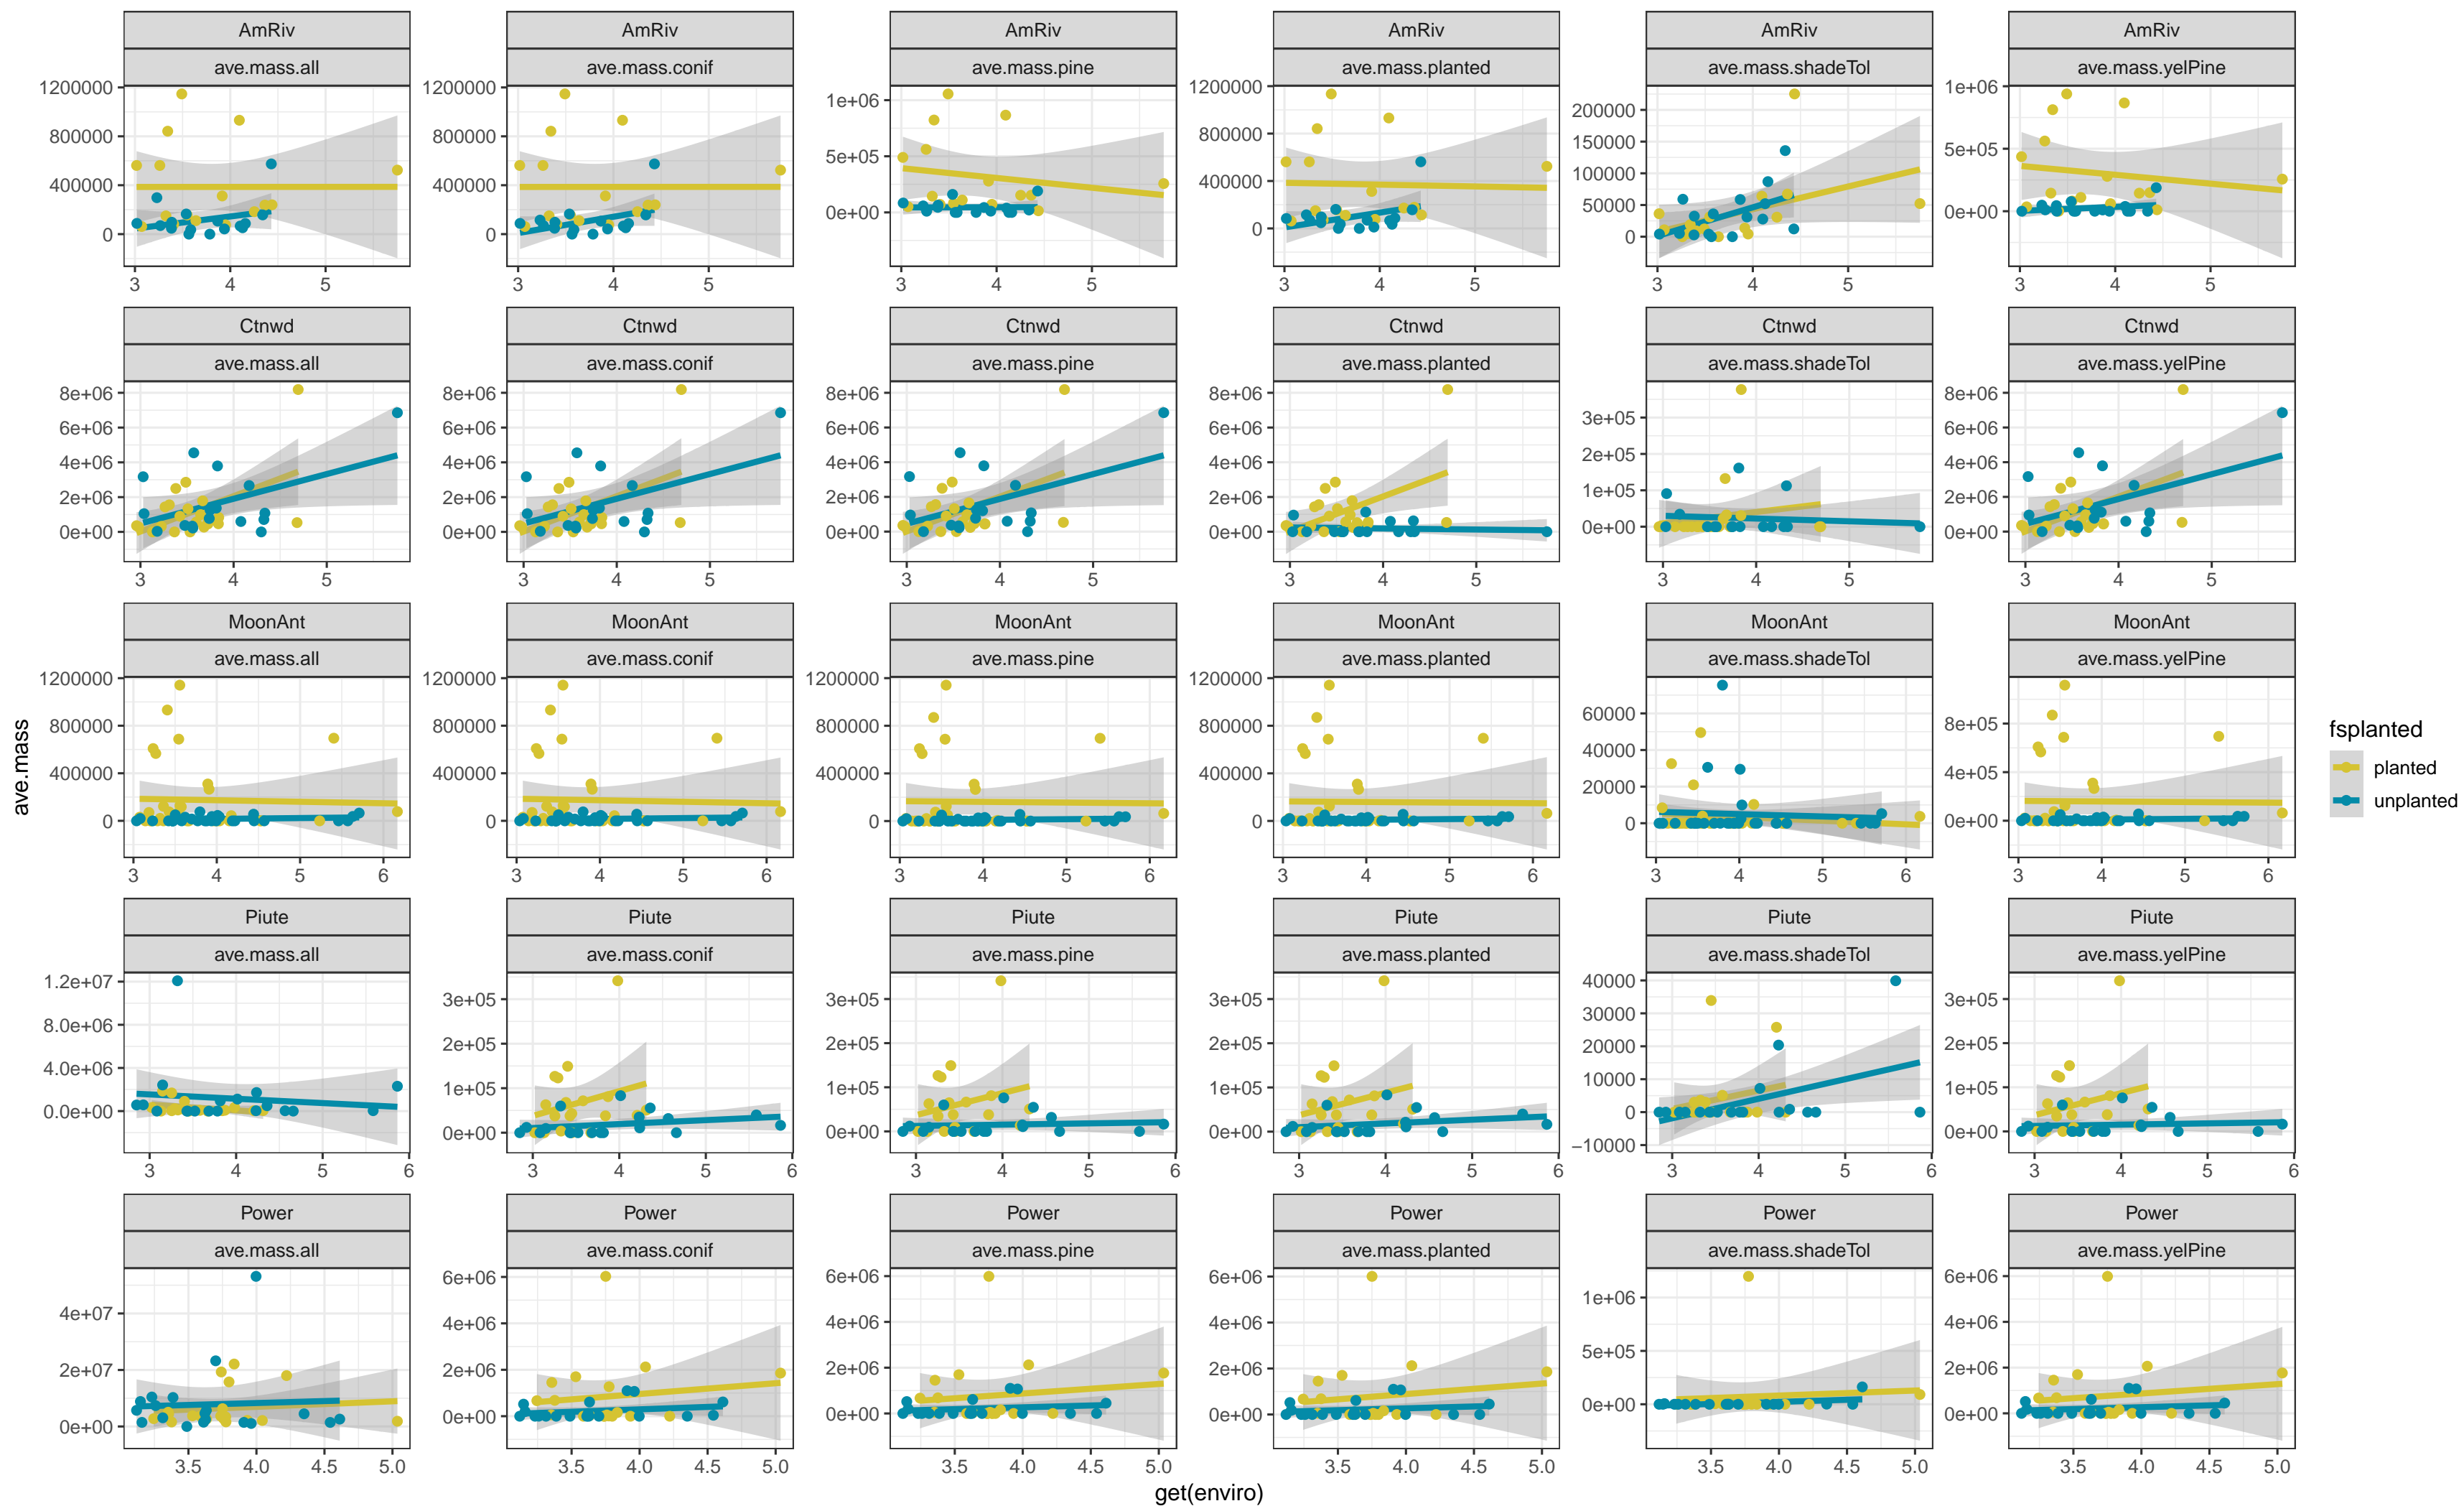 AmRiv AmRiv AmRiv AmRiv AmRiv AmRiv
ave.mass.all ave.mass.conif ave.mass.pine ave.mass.planted ave.mass.shadeTol ave.mass.yelPine
1200000 1200000 1e+06 1200000 200000 1e+06
800000 800000 5e+05 800000 150000 5e+05
400000 400000 0e+00 400000 100000 0e+00
0 0 0 50000
0
3 4 5 3 4 5 3 4 5 3 4 5 3 4 5 3 4 5
Ctnwd Ctnwd Ctnwd Ctnwd Ctnwd Ctnwd
ave.mass.all ave.mass.conif ave.mass.pine ave.mass.planted ave.mass.shadeTol ave.mass.yelPine
8e+06 8e+06 8e+06 8e+06 3e+05 8e+06
6e+06 6e+06 6e+06 6e+06 2e+05 6e+06
4e+06 4e+06 4e+06 4e+06 1e+05 4e+06
2e+06 2e+06 2e+06 2e+06 0e+00 2e+06
0e+00 0e+00 0e+00 0e+00 0e+00
3 4 5 3 4 5 3 4 5 3 4 5 3 4 5 3 4 5
MoonAnt MoonAnt MoonAnt MoonAnt MoonAnt MoonAnt
ave.mass.all ave.mass.conif ave.mass.pine ave.mass.planted ave.mass.shadeTol ave.mass.yelPine
1200000 1200000 1200000 1200000 60000 8e+05
800000 800000 800000 800000 40000 4e+05
400000 400000 400000 400000 20000 0e+00
0 0 0 0 0
3 4 5 6 3 4 5 6 3 4 5 6 3 4 5 6 3 4 5 6 3 4 5 6
Piute Piute Piute Piute Piute Piute
ave.mass.all ave.mass.conif ave.mass.pine ave.mass.planted ave.mass.shadeTol ave.mass.yelPine
1.2e+07 3e+05 3e+05 3e+05 40000 3e+05
8.0e+06 2e+05 2e+05 2e+05 30000 2e+05
4.0e+06 1e+05 1e+05 1e+05 20000 1e+05
0.0e+00 0e+00 0e+00 0e+00 10000 0e+00
0
−10000
3 4 5 6 3 4 5 6 3 4 5 6 3 4 5 6 3 4 5 6 3 4 5 6
Power Power Power Power Power Power
ave.mass.all ave.mass.conif ave.mass.pine ave.mass.planted ave.mass.shadeTol ave.mass.yelPine
4e+07 6e+06 6e+06 6e+06 1e+06 6e+06
2e+07 4e+06 4e+06 4e+06 5e+05 4e+06
0e+00 2e+06 2e+06 2e+06 0e+00 2e+06
0e+00 0e+00 0e+00 0e+00
3.5 4.0 4.5 5.0 3.5 4.0 4.5 5.0 3.5 4.0 4.5 5.0 3.5 4.0 4.5 5.0 3.5 4.0 4.5 5.0 3.5 4.0 4.5 5.0
get(enviro)
ave.mass
fsplanted
planted
unplanted